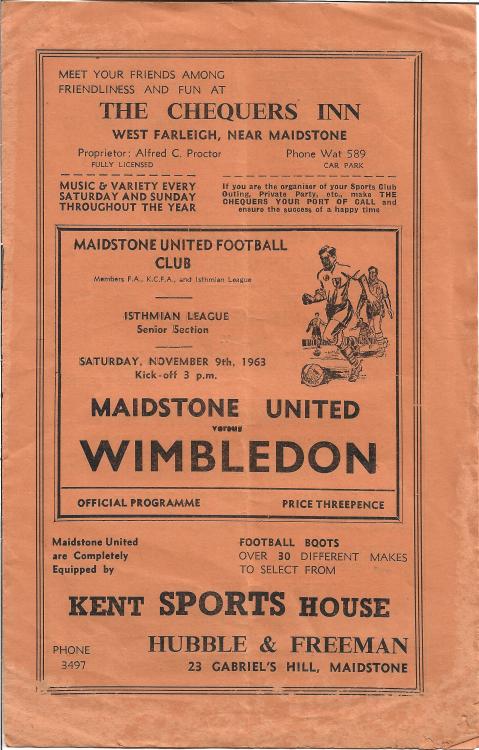 MEET YOUR FRIENDS AMONG
FRIENDLINESS AND FUN AT
THE CHEQUERS INN
WEST FARLEIGH, NEAR MAIDSTONE
Proprietor: Alfred C. Proctor
FULLY LICENSED
Phone Wat 589
CAR PARK
MUSIC & VARIETY EVERY
SATURDAY AND SUNDAY
THROUGHOUT THE YEAR
If you are the organiser of your Sports Club
Outing, Private Party, etc., make THE
CHEQUERS YOUR PORT OF CALL and
ensure the success of a happy time
MAIDSTONE UNITED FOOTBALL
CLUB
Members F.A., K.C.F.A., and Isthmian League
ISTHMIAN LEAGUE
Senior Section
SATURDAY, NOVEMBER 9th, 1963
Kick-off 3 p.m.
MAIDSTONE UNITED
versus
WIMBLEDON
OFFICIAL PROGRAMME
PRICE THREEPENCE
Maidstone United
are Completely
Equipped by
FOOTBALL BOOTS
OVER 30 DIFFERENT MAKES
TO SELECT FROM
KENT SPORTS HOUSE
PHONE
3497
HUBBLE & FREEMAN
23 GABRIEL'S HILL, MAIDSTONE